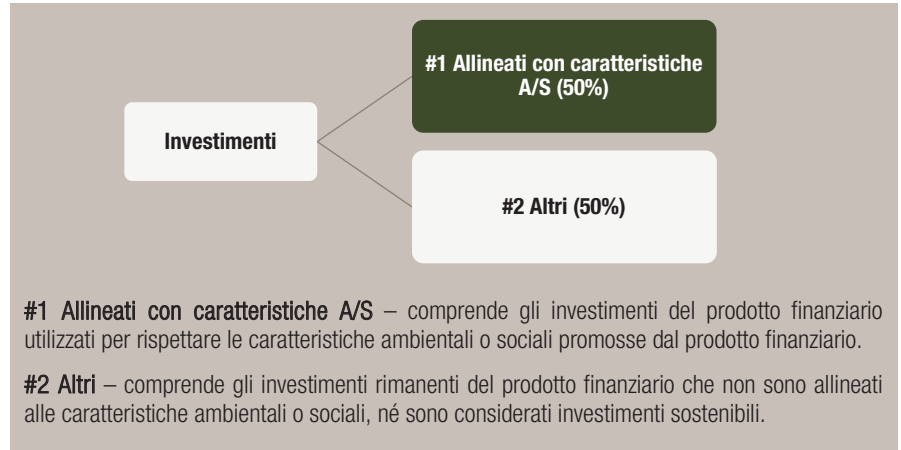 #1 Allineati con caratteristiche
A/S (50%)
Investimenti
#2 Altri (50%)
#1 Allineati con caratteristiche A/S – comprende gli investimenti del prodotto finanziario
utilizzati per rispettare le caratteristiche ambientali o sociali promosse dal prodotto finanziario.
#2 Altri – comprende gli investimenti rimanenti del prodotto finanziario che non sono allineati
alle caratteristiche ambientali o sociali, né sono considerati investimenti sostenibili.